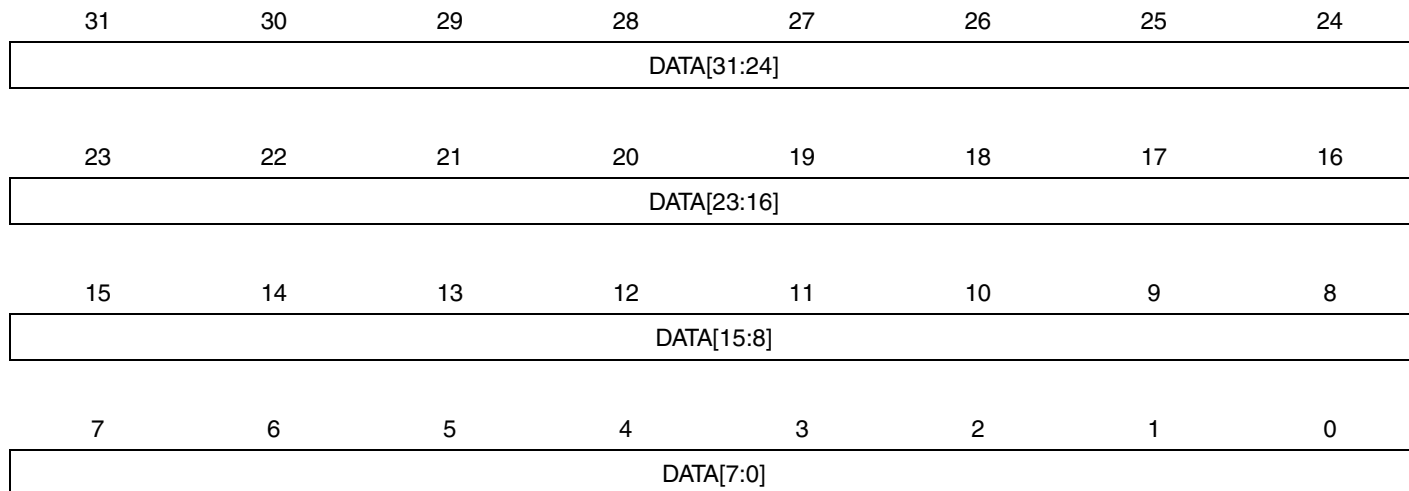 31 30 29 28 27 26 25 24
DATA[31:24]
23 22 21 20 19 18 17 16
DATA[23:16]
15 14 13 12 11 10 9 8
DATA[15:8]
7 6 5 4 3 2 1 0
DATA[7:0]